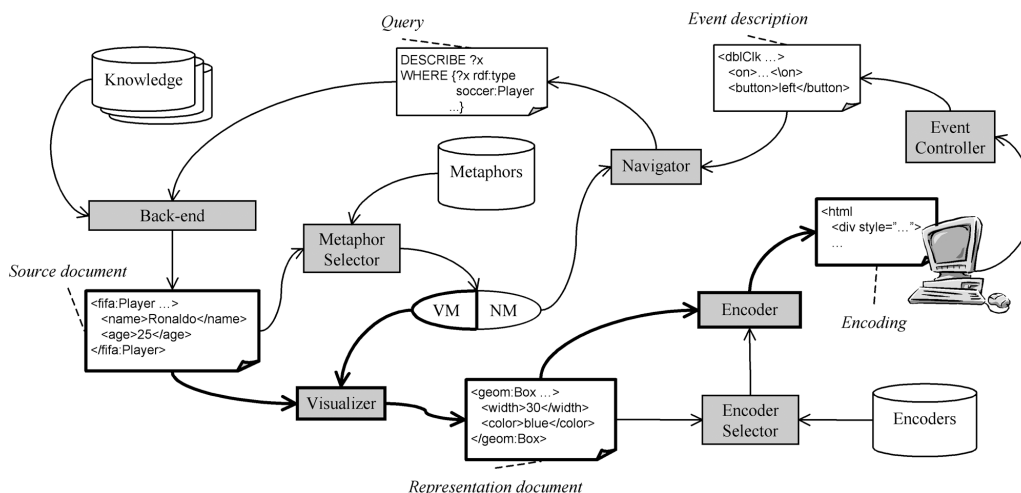 Query
Event description
Knowledge
DESCRIBE ?x
WHERE {?x rdf:type
soccer:Player
...}
<dblClk ...>
<on>...<\on>
<button>left</button>
Event
Controller
Metaphors
Navigator
Back-end
Metaphor
Selector
<html
<div style="...">
...
Source document
<fifa:Player ...>
<name>Ronaldo</name>
<age>25</age>
</fifa:Player>
VM
NM
Encoder
Encoding
Visualizer
<geom:Box ...>
<width>30</width>
<color>blue</color>
</geom:Box>
Encoder
Selector
Encoders
Representation document